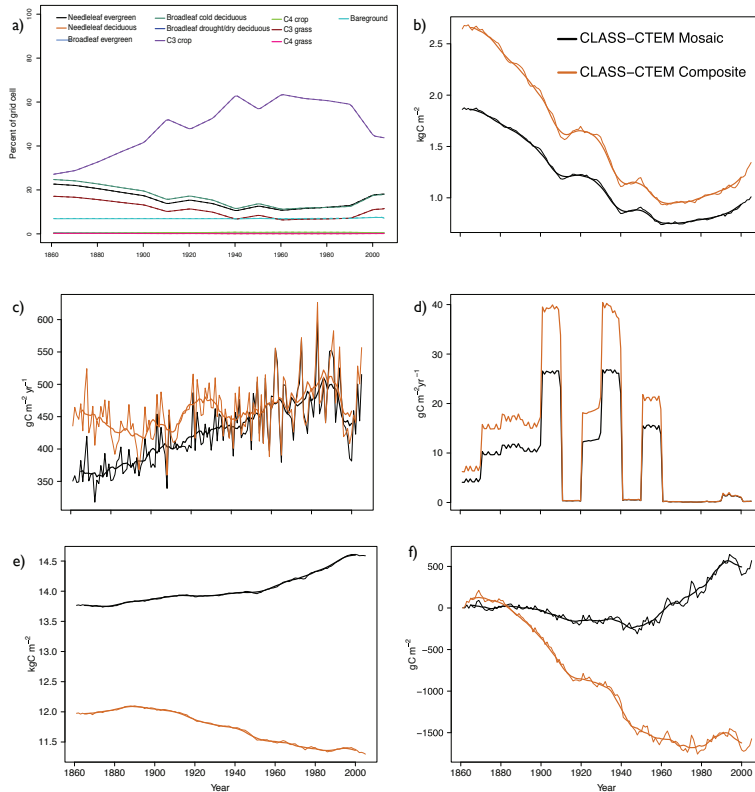 a)
Needleleaf evergreen
Needleleaf deciduous
Broadleaf evergreen
Broadleaf cold deciduous
Broadleaf drought/dry deciduous
C3 crop
C4 crop
C3 grass
C4 grass
Bareground
Percent of grid cell
100
80
60
40
20
0
1860 1880 1900 1920 1940 1960 1980 2000
b)
CLASS−CTEM Mosaic
CLASS−CTEM Composite
kgC m−2
2.5
2.0
1.5
1.0
c)
gC m−2 yr−1
600
550
500
450
400
350
d)
gC m−2yr−1
40
30
20
10
0
e)
kgC m−2
14.5
14.0
13.5
13.0
12.5
12.0
11.5
1860 1880 1900 1920 1940 1960 1980 2000
Year
f)
gC m−2
500
0
−500
−1000
−1500
1860 1880 1900 1920 1940 1960 1980 2000
Year